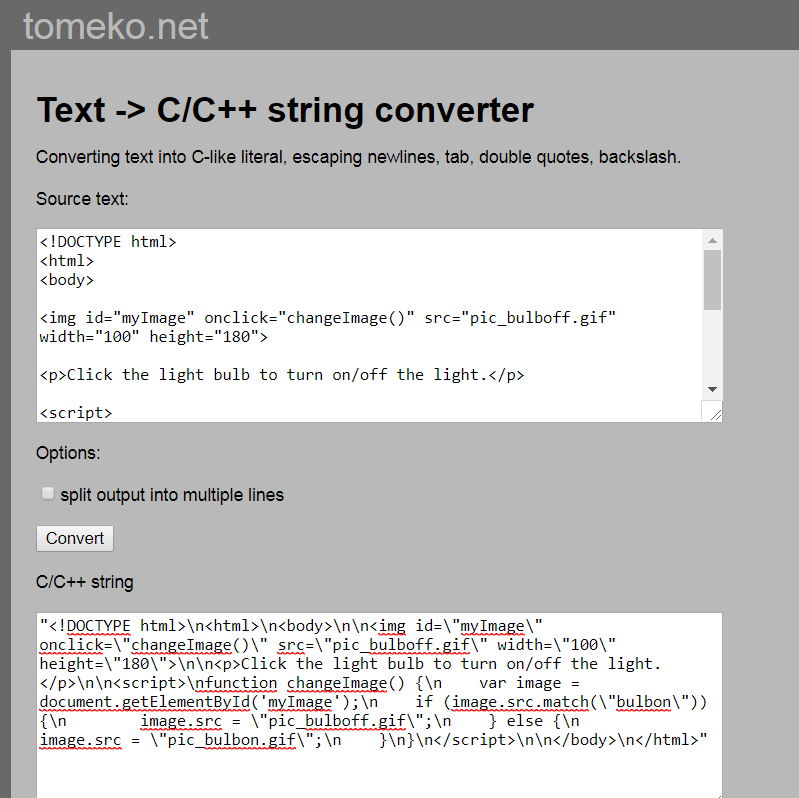 tomeko.net
Text -> C/C++ string converter
Converting text into C-like literal, escaping newlines, tab, double quotes, backslash.
Source text:
<!DOCTYPE html>
<html>
<body>
<img id="myImage" onclick="changeImage()" src="pic_bulboff.gif"
width="100" height="180">
<p>Click the light bulb to turn on/off the light.</p>
<script>
Options:
split output into multiple lines
Convert
C/C++ string
"<!DOCTYPE html>\n<html>\n<body>\n\n<img id=\"myImage\"
onclick=\"changeImage()\" src=\"pic_bulboff.gif\" width=\"100\"
height=\"180\">\n\n<p>Click the light bulb to turn on/off the light.
</p>\n\n<script>\nfunction changeImage() {\n    var image =
document.getElementById('myImage');\n    if (image.src.match(\"bulbon\"))
{\n        image.src = \"pic_bulboff.gif\";\n    } else {\n
image.src = \"pic_bulbon.gif\";\n    }\n}\n</script>\n\n</body>\n</html>"